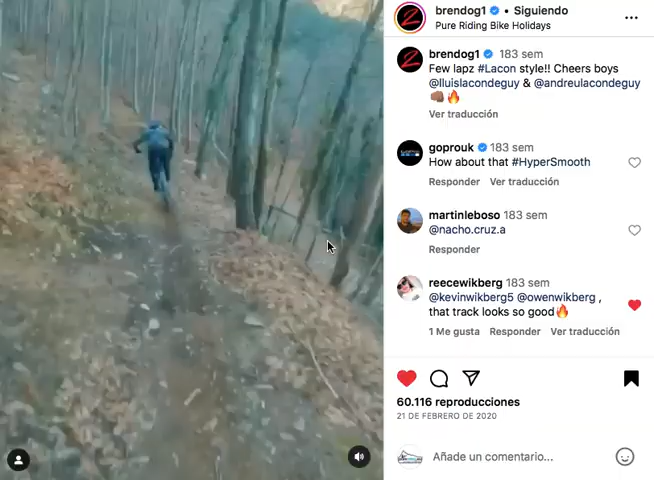 brendog1 • Siguiendo
Pure Riding Bike Holidays
brendog1 183 sem
Few lapz #Lacon style!! Cheers boys
@lluislacondeguy & @andreulacondeguy
👊🏾🔥
Ver traducción
goprouk 183 sem
How about that #HyperSmooth
Responder Ver traducción
martinleboso 183 sem
@nacho.cruz.a
Responder
reecewikberg 183 sem
@kevinwikberg5 @owenwikberg ,
that track looks so good🔥
1 Me gusta Responder Ver traducción
60.116 reproducciones
21 DE FEBRERO DE 2020
Añade un comentario...